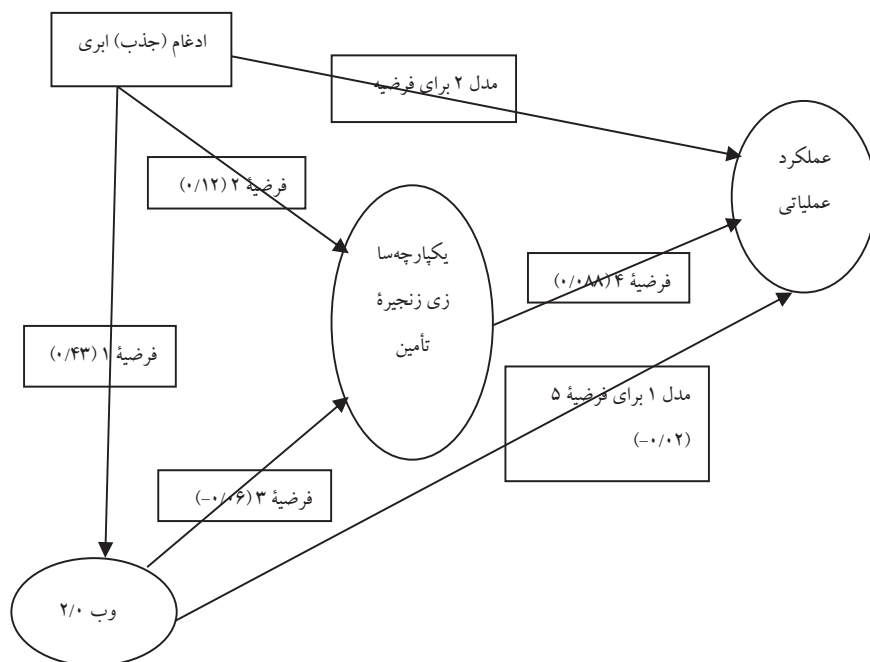 ادغام (جذب) ابری
مدل ۲ برای فرضیه
عملکرد
عملیاتی
فرضیهٔ ۲ (۰/۱۲)
یکپارچه‌سا
زی زنجیرهٔ
تأمین
فرضیهٔ ۴ (۰/۰۸۸)
فرضیهٔ ۱ (۰/۴۳)
مدل ۱ برای فرضیهٔ ۵
(-۰/۰۲)
فرضیهٔ ۳ (-۰/۰۶)
وب ۲/۰